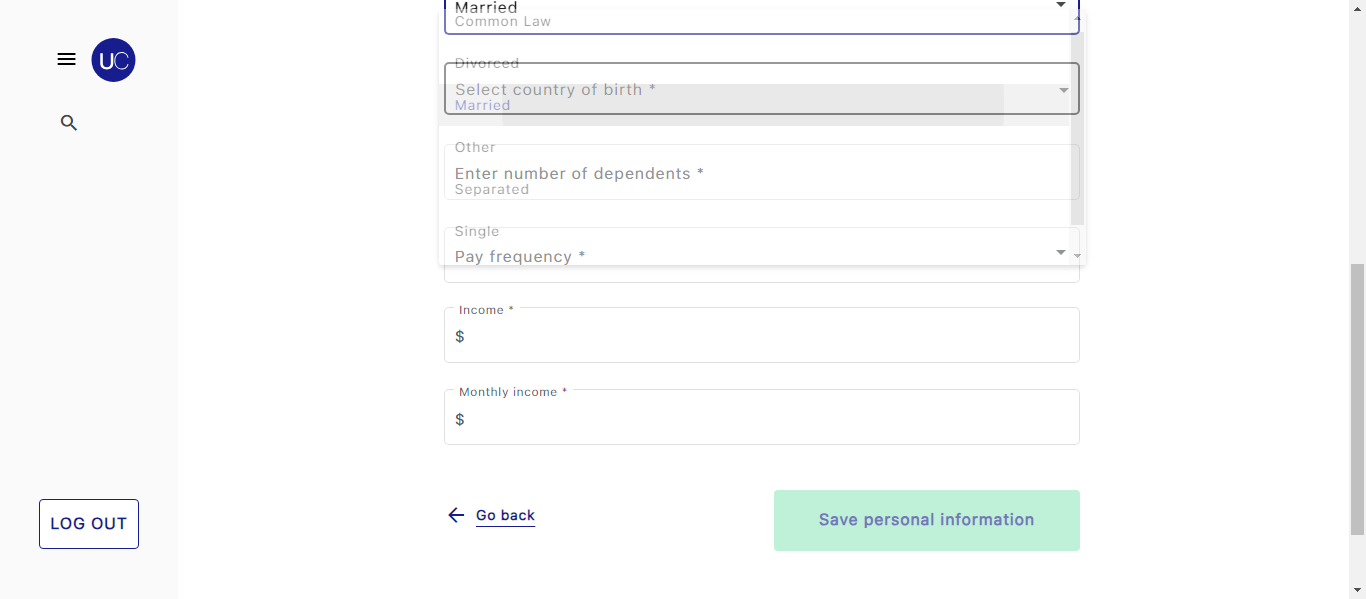 Married
Common Law
UC
Divorced
Select country of birth *
Married
Other
Enter number of dependents *
Separated
Single
Pay frequency *
Income *
$
Monthly income *
$
Go back
Save personal information
LOG OUT